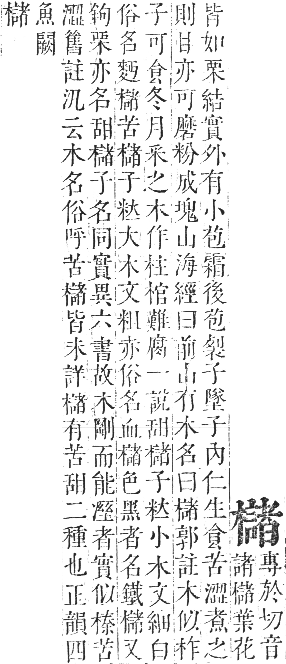 櫧
專於切音
諸櫧葉花
皆如栗結實外有小苞霜後苞裂子墜子內仁生食苦澀煮之
則甘亦可磨粉成塊山海經曰前山有木名曰櫧郭註木似柞
子可食冬月采之木作柱棺難腐一說甜櫧子粒小木文細白
俗名麪櫧苦櫧子粒大木文粗亦俗名血櫧色黑者名鐵櫧又
鉤栗亦名甜櫧子名同實異六書故木剛而能溼者實似榛苦
澀舊註汎云木名俗呼苦櫧皆未詳櫧有苦甜二種也正韻四
魚闕
櫧